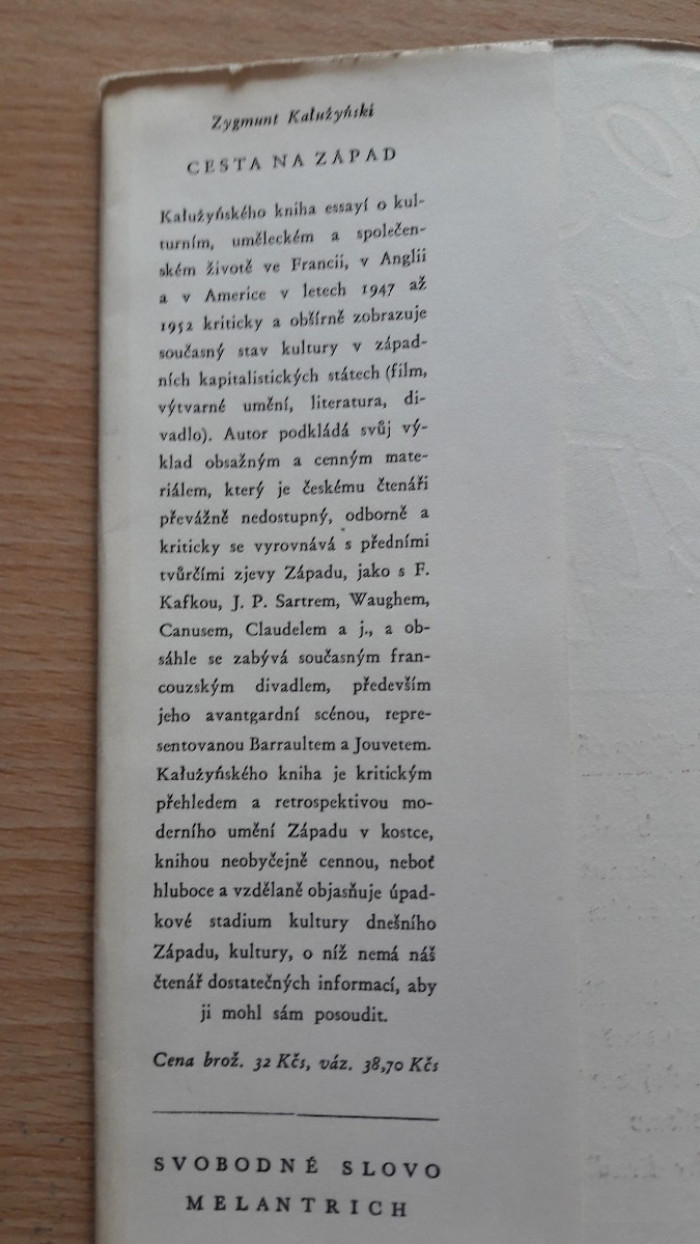 Zygmunt Kałużyński
CESTA NA ZÁPAD
Kałużyńského kniha essayí o kul-
turním, uměleckém a společen-
ském životě ve Francii, v Anglii
a v Americe v letech 1947 až
1952 kriticky a obšírně zobrazuje
současný stav kultury v západ-
ních kapitalistických státech (film,
výtvarné umění, literatura, di-
vadlo). Autor podkládá svůj vý-
klad obsažným a cenným mate-
riálem, který je českému čtenáři
převážně nedostupný, odborně a
kriticky se vyrovnává s předními
tvůrčími zjevy Západu, jako s F.
Kafkou, J. P. Sartrem, Waughem,
Canusem, Claudelem a j., a ob-
sáhle se zabývá současným fran-
couzským divadlem, především
jeho avantgardní scénou, repre-
sentovanou Barraultem a Jouvetem.
Kałużyńského kniha je kritickým
přehledem a retrospektivou mo-
derního umění Západu v kostce,
knihou neobyčejně cennou, neboť
hluboce a vzdělaně objasňuje úpad-
kové stadium kultury dnešního
Západu, kultury, o níž nemá náš
čtenář dostatečných informací, aby
ji mohl sám posoudit.
Cena brož. 32 Kčs, váz. 38,70 Kčs
SVOBODNÉ SLOVO
MELANTRICH